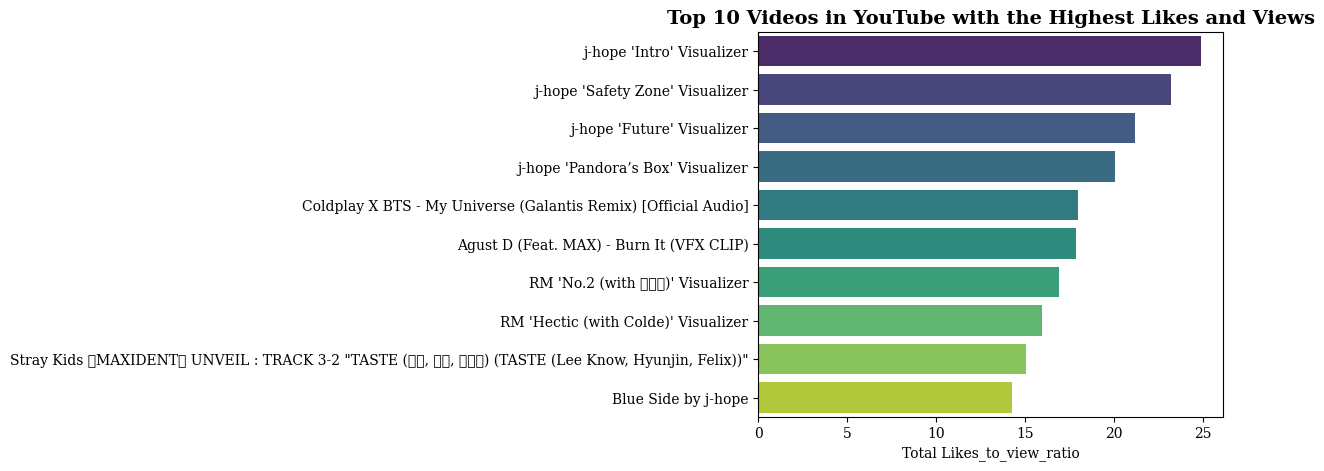 Top 10 Videos in YouTube with the Highest Likes and Views
j-hope 'Intro' Visualizer
j-hope 'Safety Zone' Visualizer
j-hope 'Future' Visualizer
j-hope 'Pandora’s Box' Visualizer
Coldplay X BTS - My Universe (Galantis Remix) [Official Audio]
Agust D (Feat. MAX) - Burn It (VFX CLIP)
RM 'No.2 (with )' Visualizer
RM 'Hectic (with Colde)' Visualizer
Stray Kids MAXIDENT UNVEIL : TRACK 3-2 "TASTE (, , ) (TASTE (Lee Know, Hyunjin, Felix))"
Blue Side by j-hope
0 5 10 15 20 25
Total Likes_to_view_ratio